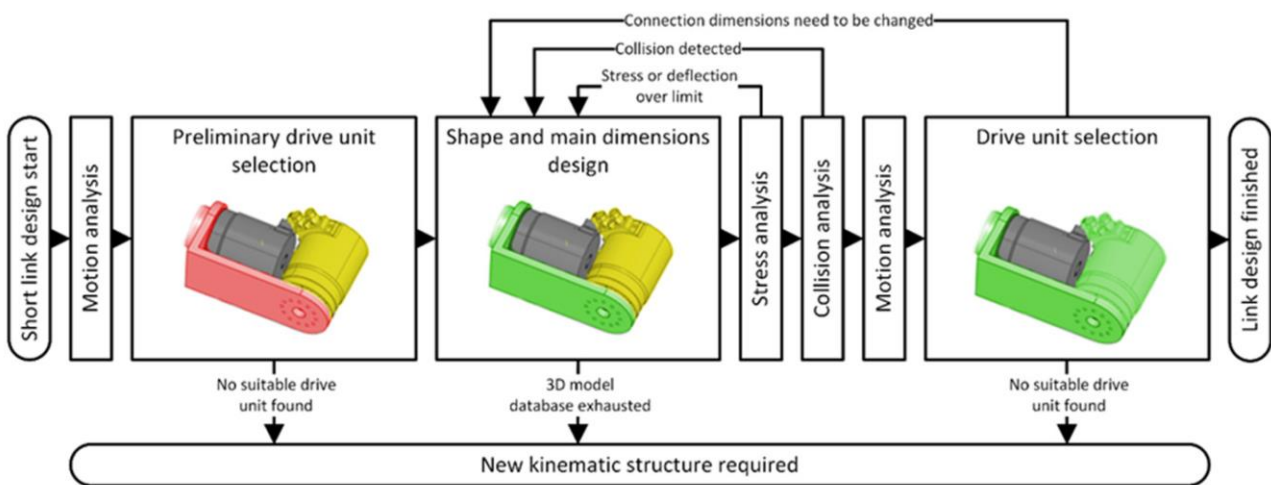 Connection dimensions need to be changed
Collision detected
Stress or deflection
over limit
Short link design start
Motion analysis
Preliminary drive unit
selection
Shape and main dimensions
design
Stress analysis
Collision analysis
Motion analysis
Drive unit selection
Link design finished
No suitable drive
unit found
3D model
database exhausted
No suitable drive
unit found
New kinematic structure required